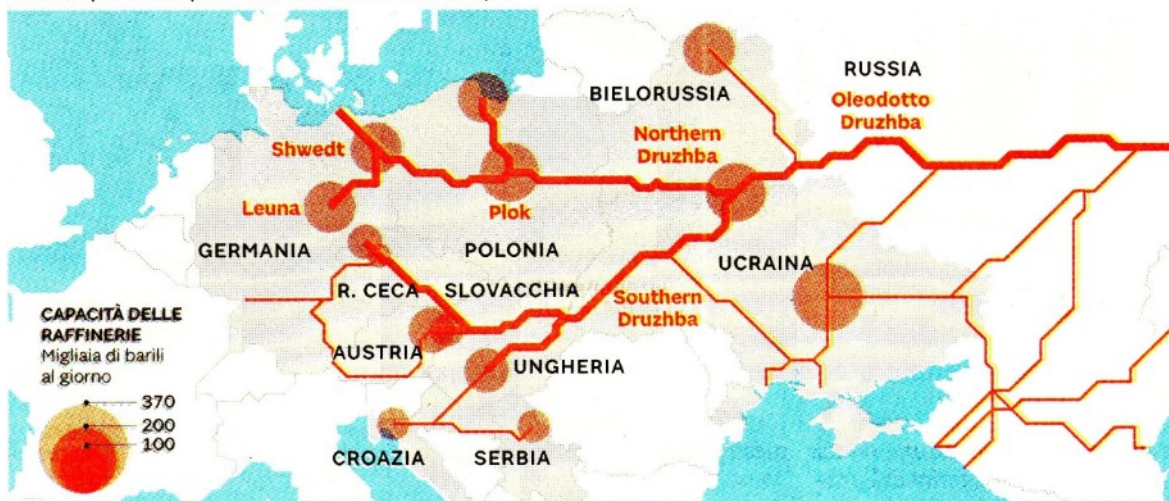 BIELORUSSIA
RUSSIA
Oleodotto
Druzhba
Northern
Druzhba
Shwedt
Leuna
Plok
GERMANIA
POLONIA
UCRAINA
R. CECA
SLOVACCHIA
Southern
Druzhba
AUSTRIA
UNGHERIA
CROAZIA
SERBIA
CAPACITÀ DELLE
RAFFINERIE
Migliaia di barili
al giorno
370
200
100